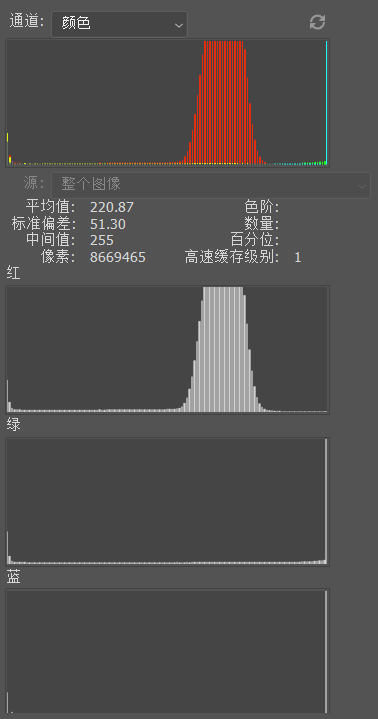 通道: 颜色
源: 整个图像
平均值: 220.87 色阶:
标准偏差: 51.30 数量:
中间值: 255 百分位:
像素: 8669465 高速缓存级别: 1
红
绿
蓝